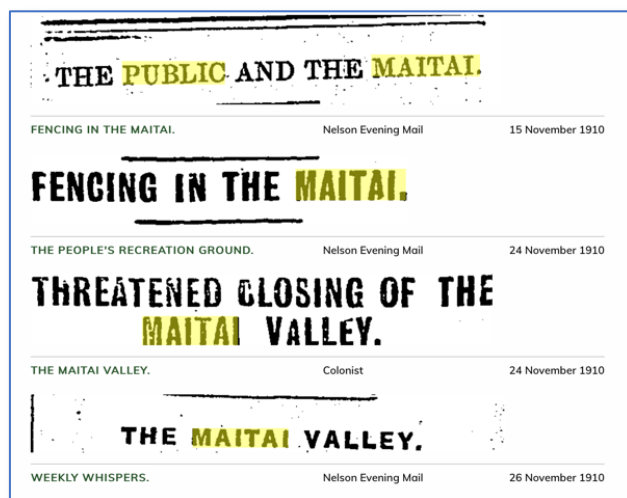 THE PUBLIC AND THE MAITAI.
FENCING IN THE MAITAI. Nelson Evening Mail 15 November 1910
FENCING IN THE MAITAI.
THE PEOPLE'S RECREATION GROUND. Nelson Evening Mail 24 November 1910
THREATENED CLOSING OF THE
MAITAI VALLEY.
THE MAITAI VALLEY. Colonist 24 November 1910
THE MAITAI VALLEY.
WEEKLY WHISPERS. Nelson Evening Mail 26 November 1910